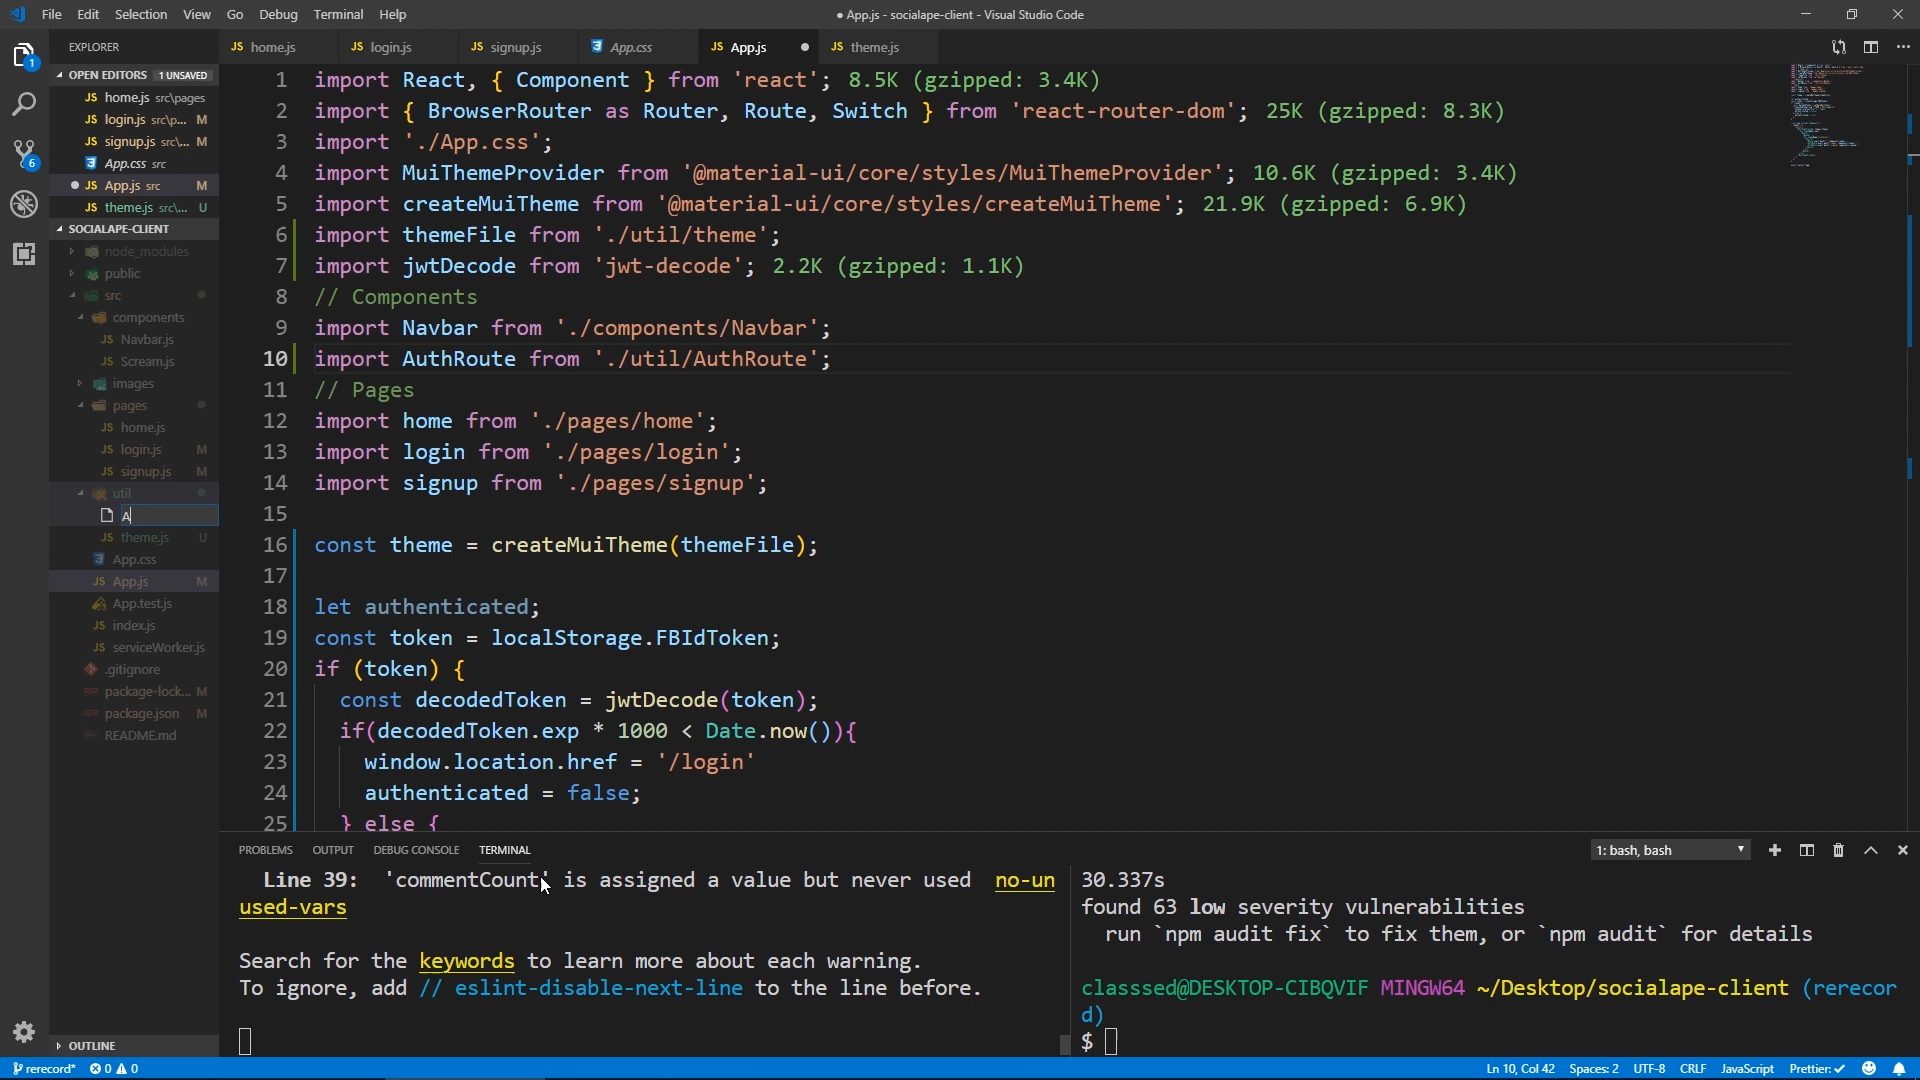 File Edit Selection View Go Debug Terminal Help
● App.js - socialape-client - Visual Studio Code
EXPLORER
JS home.js
JS login.js
JS signup.js
App.css
JS App.js ●
JS theme.js
OPEN EDITORS 1 UNSAVED
JS home.js src\pages
JS login.js src\p... M
JS signup.js src\... M
App.css src
● JS App.js src M
JS theme.js src\... U
SOCIALAPE-CLIENT
node_modules
public
src
components
JS Navbar.js
JS Scream.js
images
pages
JS home.js
JS login.js M
JS signup.js M
util
A
JS theme.js U
App.css
JS App.js M
App.test.js
JS index.js
JS serviceWorker.js
.gitignore
package-lock... M
package.json M
README.md
OUTLINE
1
6
1 import React, { Component } from 'react'; 8.5K (gzipped: 3.4K)
2 import { BrowserRouter as Router, Route, Switch } from 'react-router-dom'; 25K (gzipped: 8.3K)
3 import './App.css';
4 import MuiThemeProvider from '@material-ui/core/styles/MuiThemeProvider'; 10.6K (gzipped: 3.4K)
5 import createMuiTheme from '@material-ui/core/styles/createMuiTheme'; 21.9K (gzipped: 6.9K)
6 import themeFile from './util/theme';
7 import jwtDecode from 'jwt-decode'; 2.2K (gzipped: 1.1K)
8 // Components
9 import Navbar from './components/Navbar';
10 import AuthRoute from './util/AuthRoute';
11 // Pages
12 import home from './pages/home';
13 import login from './pages/login';
14 import signup from './pages/signup';
15
16 const theme = createMuiTheme(themeFile);
17
18 let authenticated;
19 const token = localStorage.FBIdToken;
20 if (token) {
21 const decodedToken = jwtDecode(token);
22 if(decodedToken.exp * 1000 < Date.now()){
23 window.location.href = '/login'
24 authenticated = false;
25 } else {
PROBLEMS OUTPUT DEBUG CONSOLE TERMINAL
1: bash, bash
Line 39: 'commentCount' is assigned a value but never used no-un
used-vars
Search for the keywords to learn more about each warning.
To ignore, add // eslint-disable-next-line to the line before.
30.337s
found 63 low severity vulnerabilities
run `npm audit fix` to fix them, or `npm audit` for details
classsed@DESKTOP-CIBQVIF MINGW64 ~/Desktop/socialape-client (rerecor
d)
$
rerecord* 0 0
Ln 10, Col 42 Spaces: 2 UTF-8 CRLF JavaScript Prettier: ✓